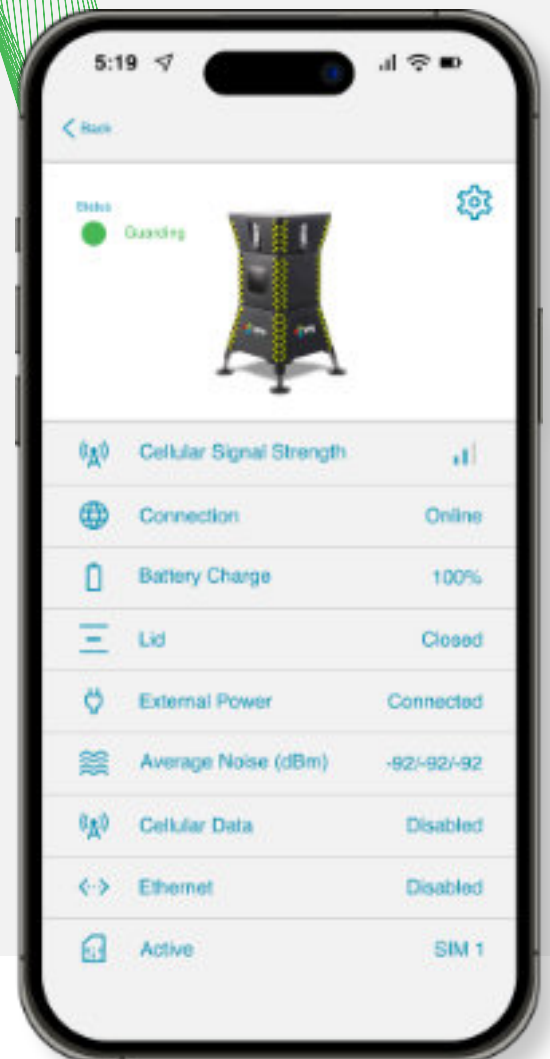 5:19
Back
Status
Guarding
Cellular Signal Strength
Connection Online
Battery Charge 100%
Lid Closed
External Power Connected
Average Noise (dBm) -92/-92/-92
Cellular Data Disabled
Ethernet Disabled
Active SIM 1